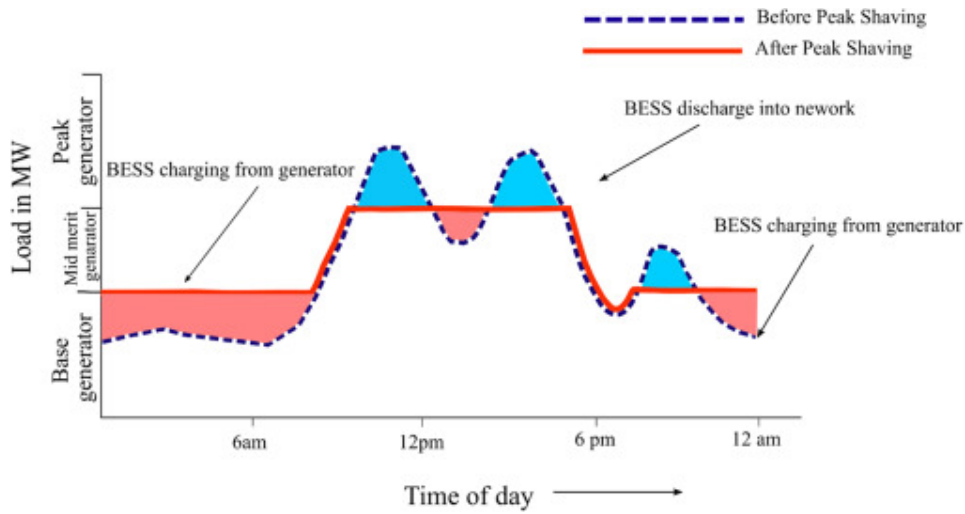 Before Peak Shaving
After Peak Shaving
BESS discharge into nework
BESS charging from generator
BESS charging from generator
Load in MW
Peak
generator
Mid merit
genarator
Base
generator
6am
12pm
6 pm
12 am
Time of day